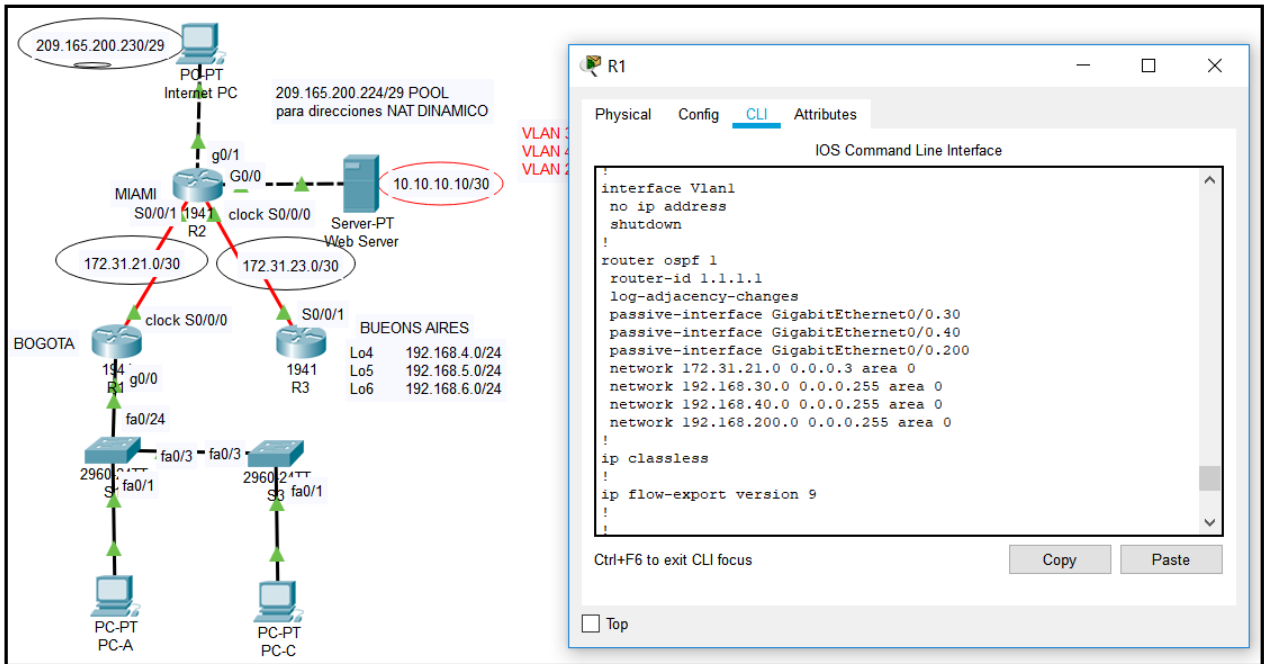 209.165.200.230/29
PC-PT
Internet PC
209.165.200.224/29 POOL
para direcciones NAT DINAMICO
VLAN 3
VLAN 4
VLAN 2
g0/1
G0/0
10.10.10.10/30
MIAMI
S0/0/1
1941
clock S0/0/0
R2
Server-PT
Web Server
172.31.21.0/30
172.31.23.0/30
clock S0/0/0
S0/0/1
BUEONS AIRES
BOGOTA
Lo4 192.168.4.0/24
Lo5 192.168.5.0/24
Lo6 192.168.6.0/24
g0/0
R1
1941
R3
fa0/24
fa0/3
fa0/3
fa0/1
S3
fa0/1
PC-PT
PC-A
PC-PT
PC-C
R1
Physical Config CLI Attributes
IOS Command Line Interface
!
interface Vlan1
no ip address
shutdown
!
router ospf 1
router-id 1.1.1.1
log-adjacency-changes
passive-interface GigabitEthernet0/0.30
passive-interface GigabitEthernet0/0.40
passive-interface GigabitEthernet0/0.200
network 172.31.21.0 0.0.0.3 area 0
network 192.168.30.0 0.0.0.255 area 0
network 192.168.40.0 0.0.0.255 area 0
network 192.168.200.0 0.0.0.255 area 0
!
ip classless
!
ip flow-export version 9
!
!
Ctrl+F6 to exit CLI focus
Copy
Paste
Top